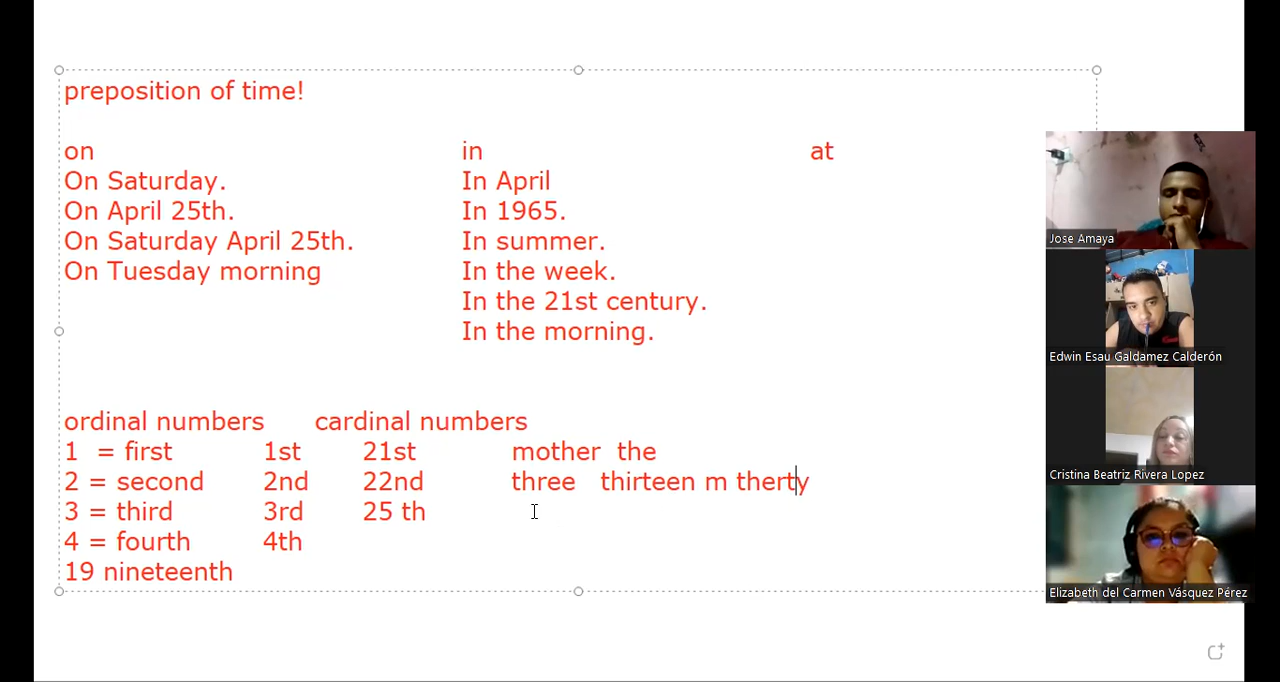 preposition of time!
on in at
On Saturday. In April
On April 25th. In 1965.
On Saturday April 25th. In summer.
On Tuesday morning In the week.
In the 21st century.
In the morning.
ordinal numbers cardinal numbers
1 = first 1st 21st mother the
2 = second 2nd 22nd three thirteen m therty
3 = third 3rd 25 th
4 = fourth 4th
19 nineteenth
Jose Amaya
Edwin Esau Galdamez Calderón
Cristina Beatriz Rivera Lopez
Elizabeth del Carmen Vásquez Pérez